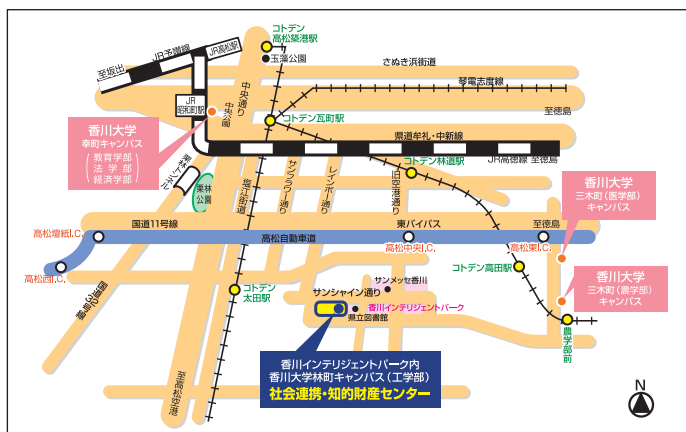 コトデン
高松築港駅
JR高松駅
JR予讃線
至坂出
玉藻公園
さぬき浜街道
中央通り
琴電志度線
JR
昭和町駅
中央公園
コトデン瓦町駅
至徳島
香川大学
幸町キャンパス
教育学部
法学部
経済学部
県道牟礼・中新線
JR高徳線 至徳島
栗林トンネル
栗林
公園
塩江街道
サンフラワー通り
レインボー通り
コトデン林道駅
旧空港通り
香川大学
三木町(医学部)
キャンパス
国道11号線
東バイパス
至徳島
高松檀紙I.C.
高松自動車道
高松中央I.C.
高松東I.C.
高松西I.C.
コトデン高田駅
香川大学
三木町(農学部)
キャンパス
コトデン
太田駅
サンメッセ香川
サンシャイン通り
香川インテリジェントパーク
県立図書館
農学部前
至高松空港
香川インテリジェントパーク内
香川大学林町キャンパス(工学部)
社会連携・知的財産センター
N